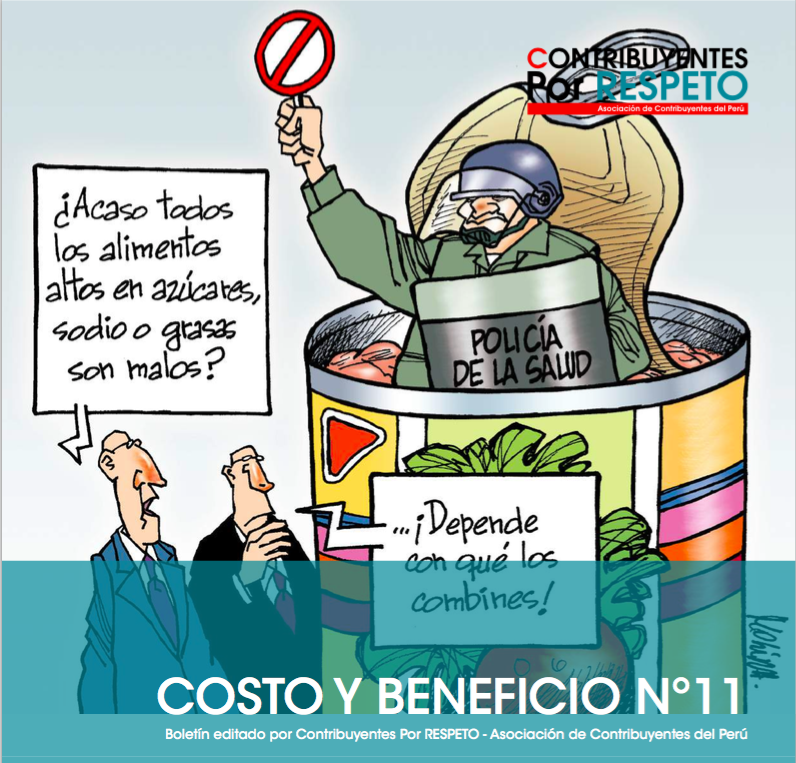 CONTRIBUYENTES
Por RESPETO
Asociación de Contribuyentes del Perú
¿Acaso todos
los alimentos
altos en azúcares,
sodio o grasas
son malos?
POLICÍA
DE LA SALUD
...¡Depende
con qué los
combines!
COSTO Y BENEFICIO N°11
Boletín editado por Contribuyentes Por RESPETO - Asociación de Contribuyentes del Perú